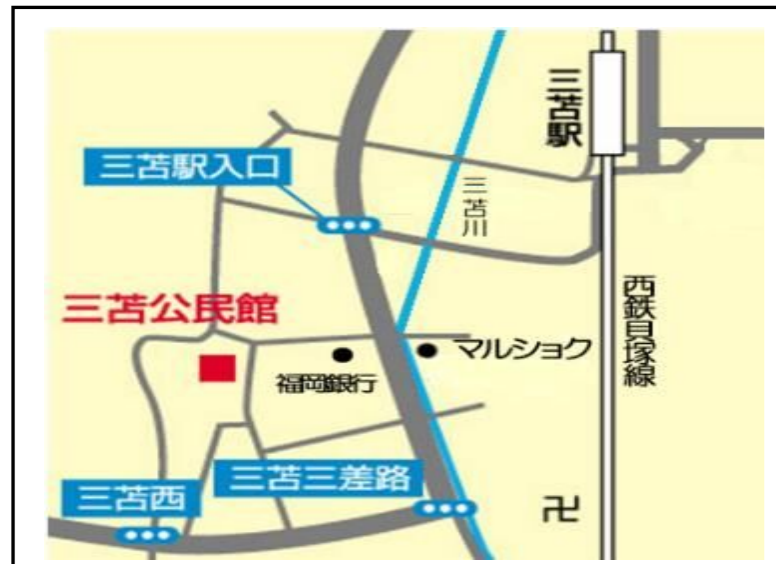 三苫駅
三苫駅入口
三苫川
三苫公民館
西鉄貝塚線
マルショク
福岡銀行
三苫三差路
三苫西
卍